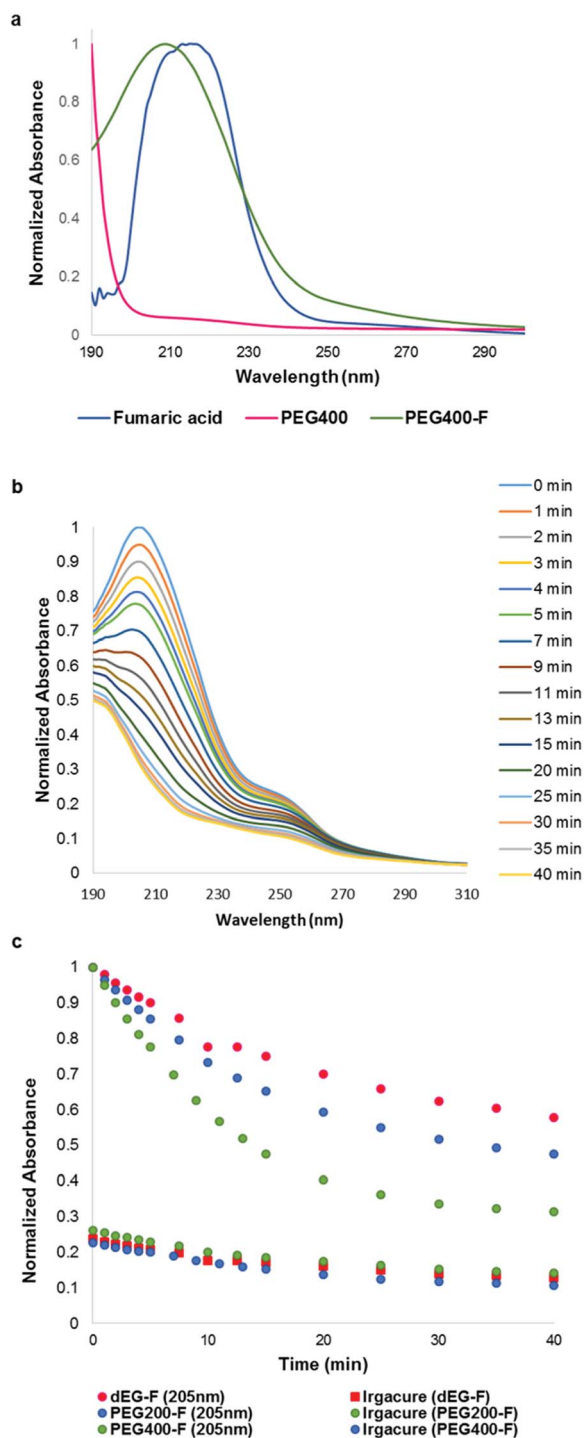 a
Normalized Absorbance
1
0.8
0.6
0.4
0.2
0
190 210 230 250 270 290
Wavelength (nm)
Fumaric acid PEG400 PEG400-F
b
Normalized Absorbance
1
0.9
0.8
0.7
0.6
0.5
0.4
0.3
0.2
0.1
0
190 210 230 250 270 290 310
Wavelength (nm)
0 min
1 min
2 min
3 min
4 min
5 min
7 min
9 min
11 min
13 min
15 min
20 min
25 min
30 min
35 min
40 min
c
Normalized Absorbance
1
0.9
0.8
0.7
0.6
0.5
0.4
0.3
0.2
0.1
0
0 10 20 30 40
Time (min)
dEG-F (205nm) Irgacure (dEG-F)
PEG200-F (205nm) Irgacure (PEG200-F)
PEG400-F (205nm) Irgacure (PEG400-F)